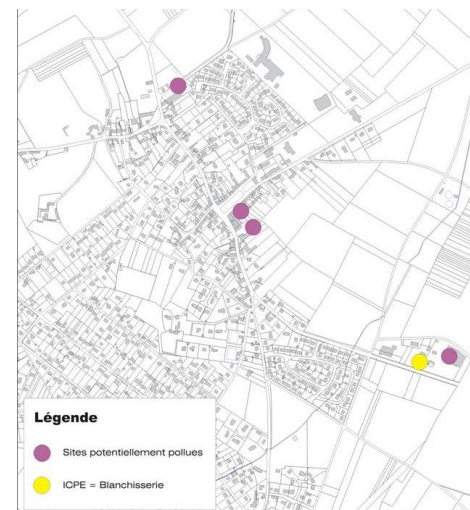 Légende
Sites potentiellement pollues
ICPE = Blanchisserie